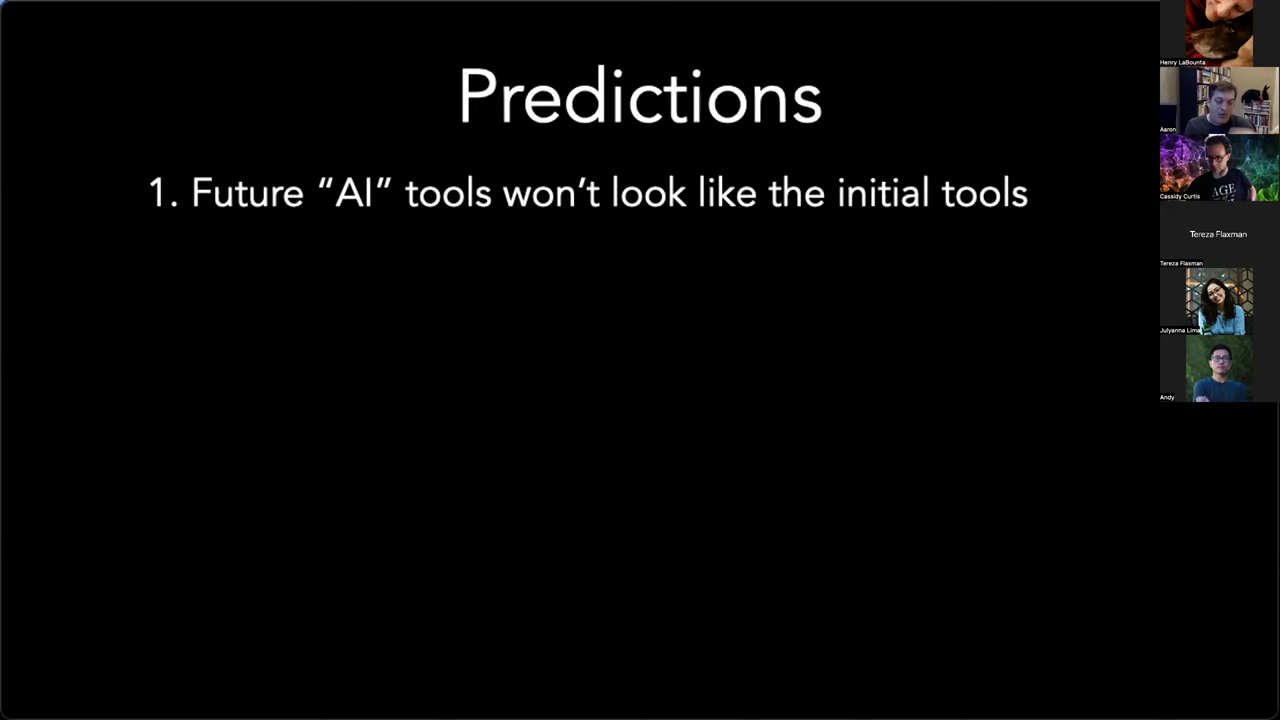 Predictions
1. Future “AI” tools won’t look like the initial tools
Henry LaBounta
Aaron
AGE
Cassidy Curtis
Tereza Flaxman
Tereza Flaxman
Julyanna Lima
Andy